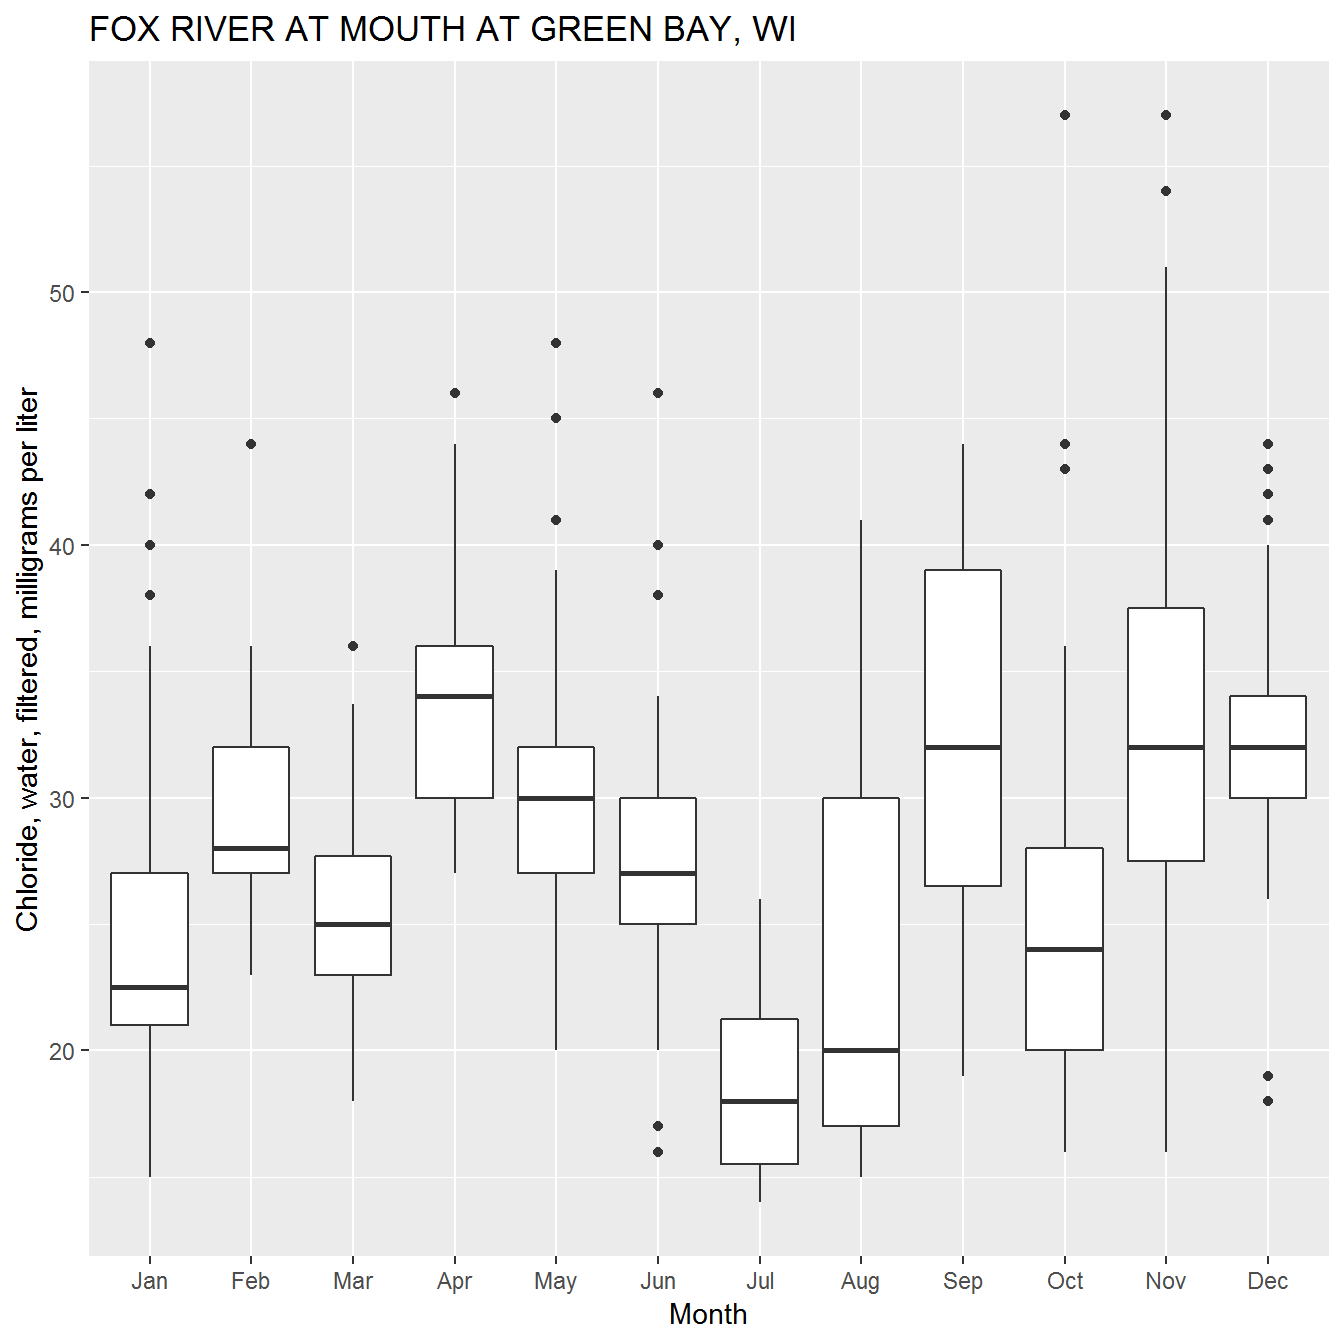 FOX RIVER AT MOUTH AT GREEN BAY, WI
Chloride, water, filtered, milligrams per liter
50
40
30
20
Jan Feb Mar Apr May Jun Jul Aug Sep Oct Nov Dec
Month